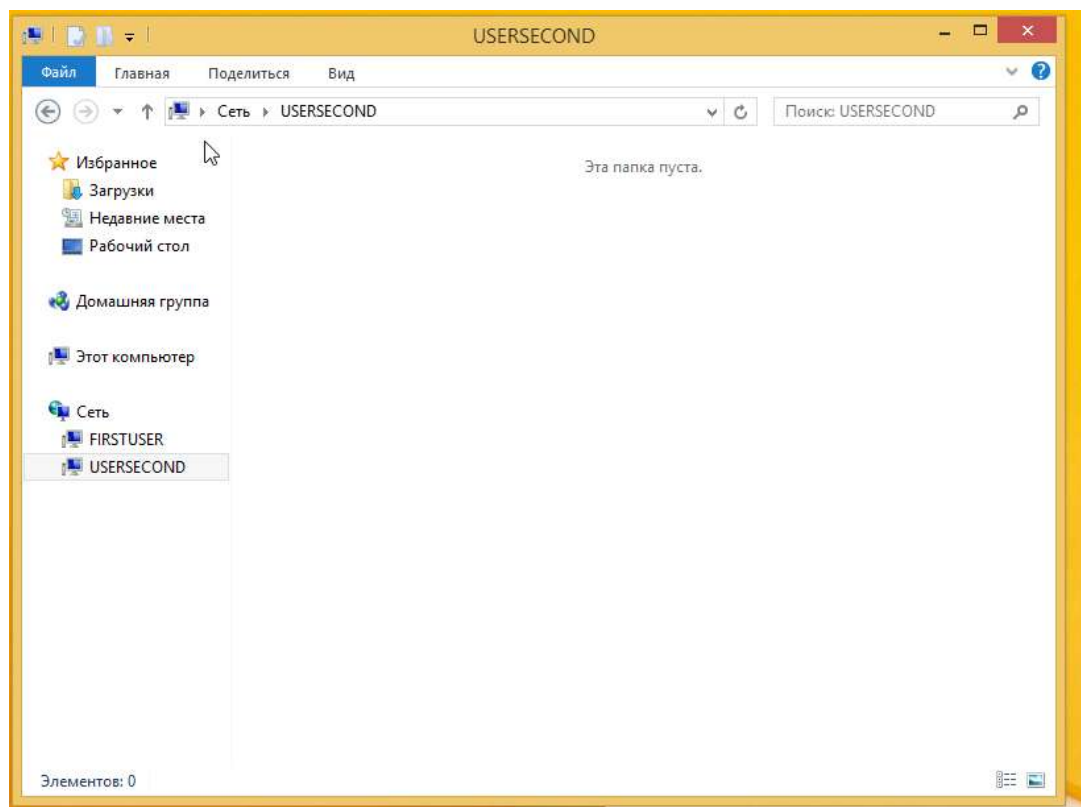 USERSECOND
Файл Главная Поделиться Вид
Сеть USERSECOND Поиск: USERSECOND
Избранное
Загрузки
Недавние места
Рабочий стол
Домашняя группа
Этот компьютер
Сеть
FIRSTUSER
USERSECOND
Эта папка пуста.
Элементов: 0